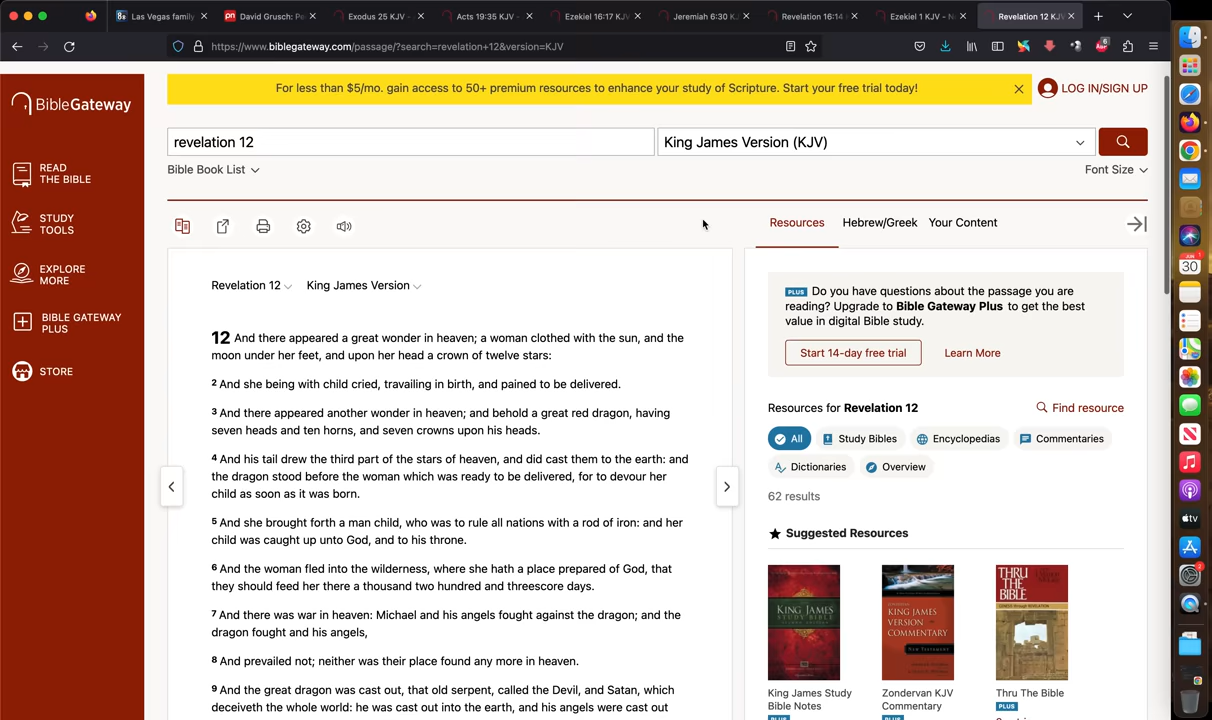 Las Vegas family
David Grusch: Pe
Exodus 25 KJV -
Acts 19:35 KJV -
Ezekiel 16:17 KJV
Jeremiah 6:30 KJ
Revelation 16:14
Ezekiel 1 KJV - N
Revelation 12 KJV
https://www.biblegateway.com/passage/?search=revelation+12&version=KJV
BibleGateway
For less than $5/mo. gain access to 50+ premium resources to enhance your study of Scripture. Start your free trial today!
LOG IN/SIGN UP
revelation 12
King James Version (KJV)
Bible Book List
Font Size
READ
THE BIBLE
STUDY
TOOLS
EXPLORE
MORE
BIBLE GATEWAY
PLUS
STORE
Resources
Hebrew/Greek
Your Content
Revelation 12
King James Version
12 And there appeared a great wonder in heaven; a woman clothed with the sun, and the
moon under her feet, and upon her head a crown of twelve stars:
2 And she being with child cried, travailing in birth, and pained to be delivered.
3 And there appeared another wonder in heaven; and behold a great red dragon, having
seven heads and ten horns, and seven crowns upon his heads.
4 And his tail drew the third part of the stars of heaven, and did cast them to the earth: and
the dragon stood before the woman which was ready to be delivered, for to devour her
child as soon as it was born.
5 And she brought forth a man child, who was to rule all nations with a rod of iron: and her
child was caught up unto God, and to his throne.
6 And the woman fled into the wilderness, where she hath a place prepared of God, that
they should feed her there a thousand two hundred and threescore days.
7 And there was war in heaven: Michael and his angels fought against the dragon; and the
dragon fought and his angels,
8 And prevailed not; neither was their place found any more in heaven.
9 And the great dragon was cast out, that old serpent, called the Devil, and Satan, which
deceiveth the whole world: he was cast out into the earth, and his angels were cast out
PLUS Do you have questions about the passage you are
reading? Upgrade to Bible Gateway Plus to get the best
value in digital Bible study.
Start 14-day free trial
Learn More
Resources for Revelation 12
Find resource
All
Study Bibles
Encyclopedias
Commentaries
Dictionaries
Overview
62 results
Suggested Resources
KING JAMES
STUDY BIBLE
KING JAMES
VERSION
COMMENTARY
NEW TESTAMENT
THRU THE
BIBLE
King James Study
Bible Notes
PLUS
Zondervan KJV
Commentary
PLUS
Thru The Bible
PLUS
JUN
30
tv